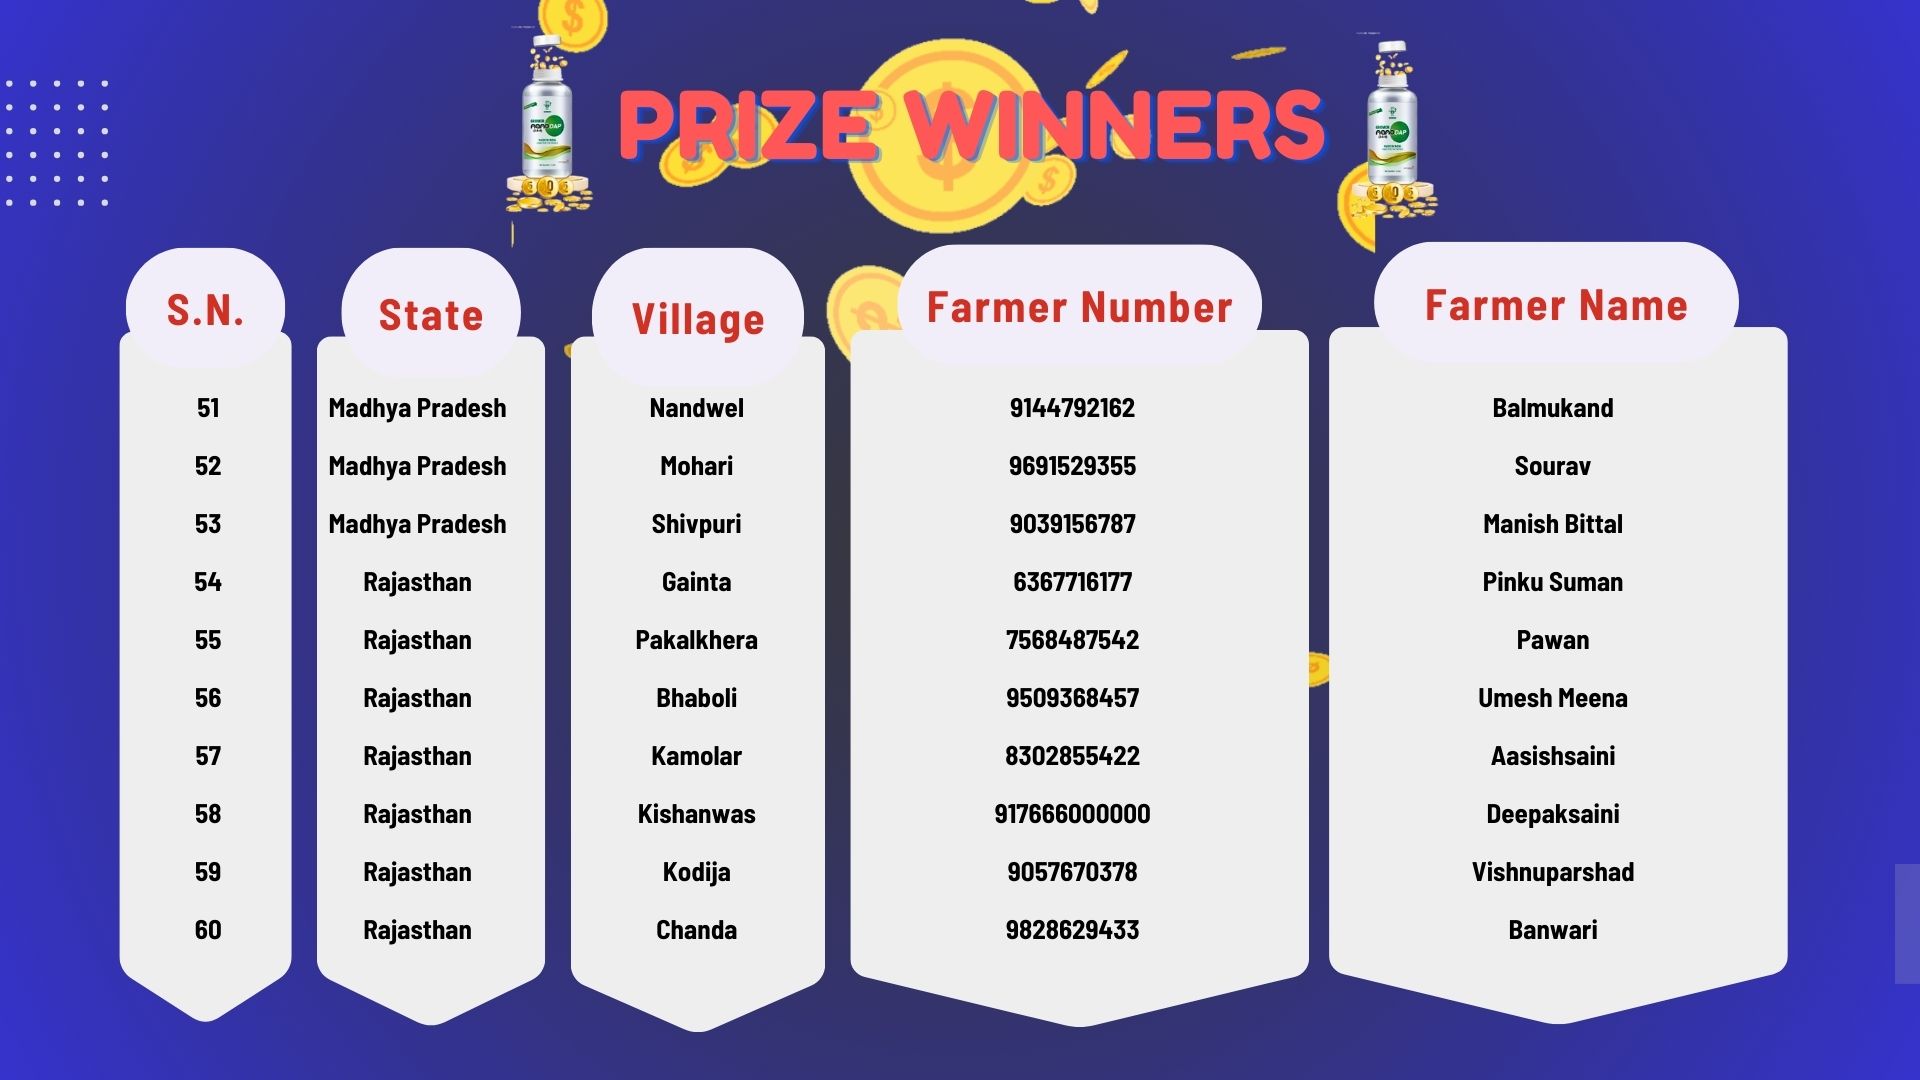 PRIZE WINNERS
S.N. State Village Farmer Number Farmer Name
51 Madhya Pradesh Nandwel 9144792162 Balmukand
52 Madhya Pradesh Mohari 9691529355 Sourav
53 Madhya Pradesh Shivpuri 9039156787 Manish Bittal
54 Rajasthan Gainta 6367716177 Pinku Suman
55 Rajasthan Pakalkhera 7568487542 Pawan
56 Rajasthan Bhaboli 9509368457 Umesh Meena
57 Rajasthan Kamolar 8302855422 Aasishsaini
58 Rajasthan Kishanwas 917666000000 Deepaksaini
59 Rajasthan Kodija 9057670378 Vishnuparshad
60 Rajasthan Chanda 9828629433 Banwari